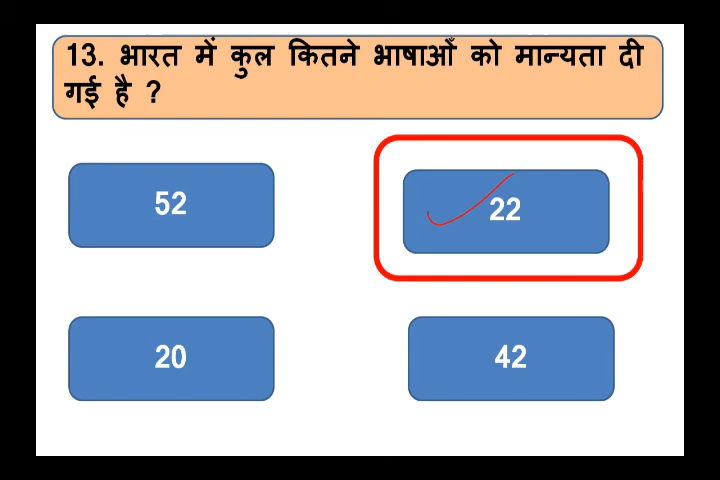 13. भारत में कुल कितने भाषाओँ को मान्यता दी
गई है ?
52
22
20
42